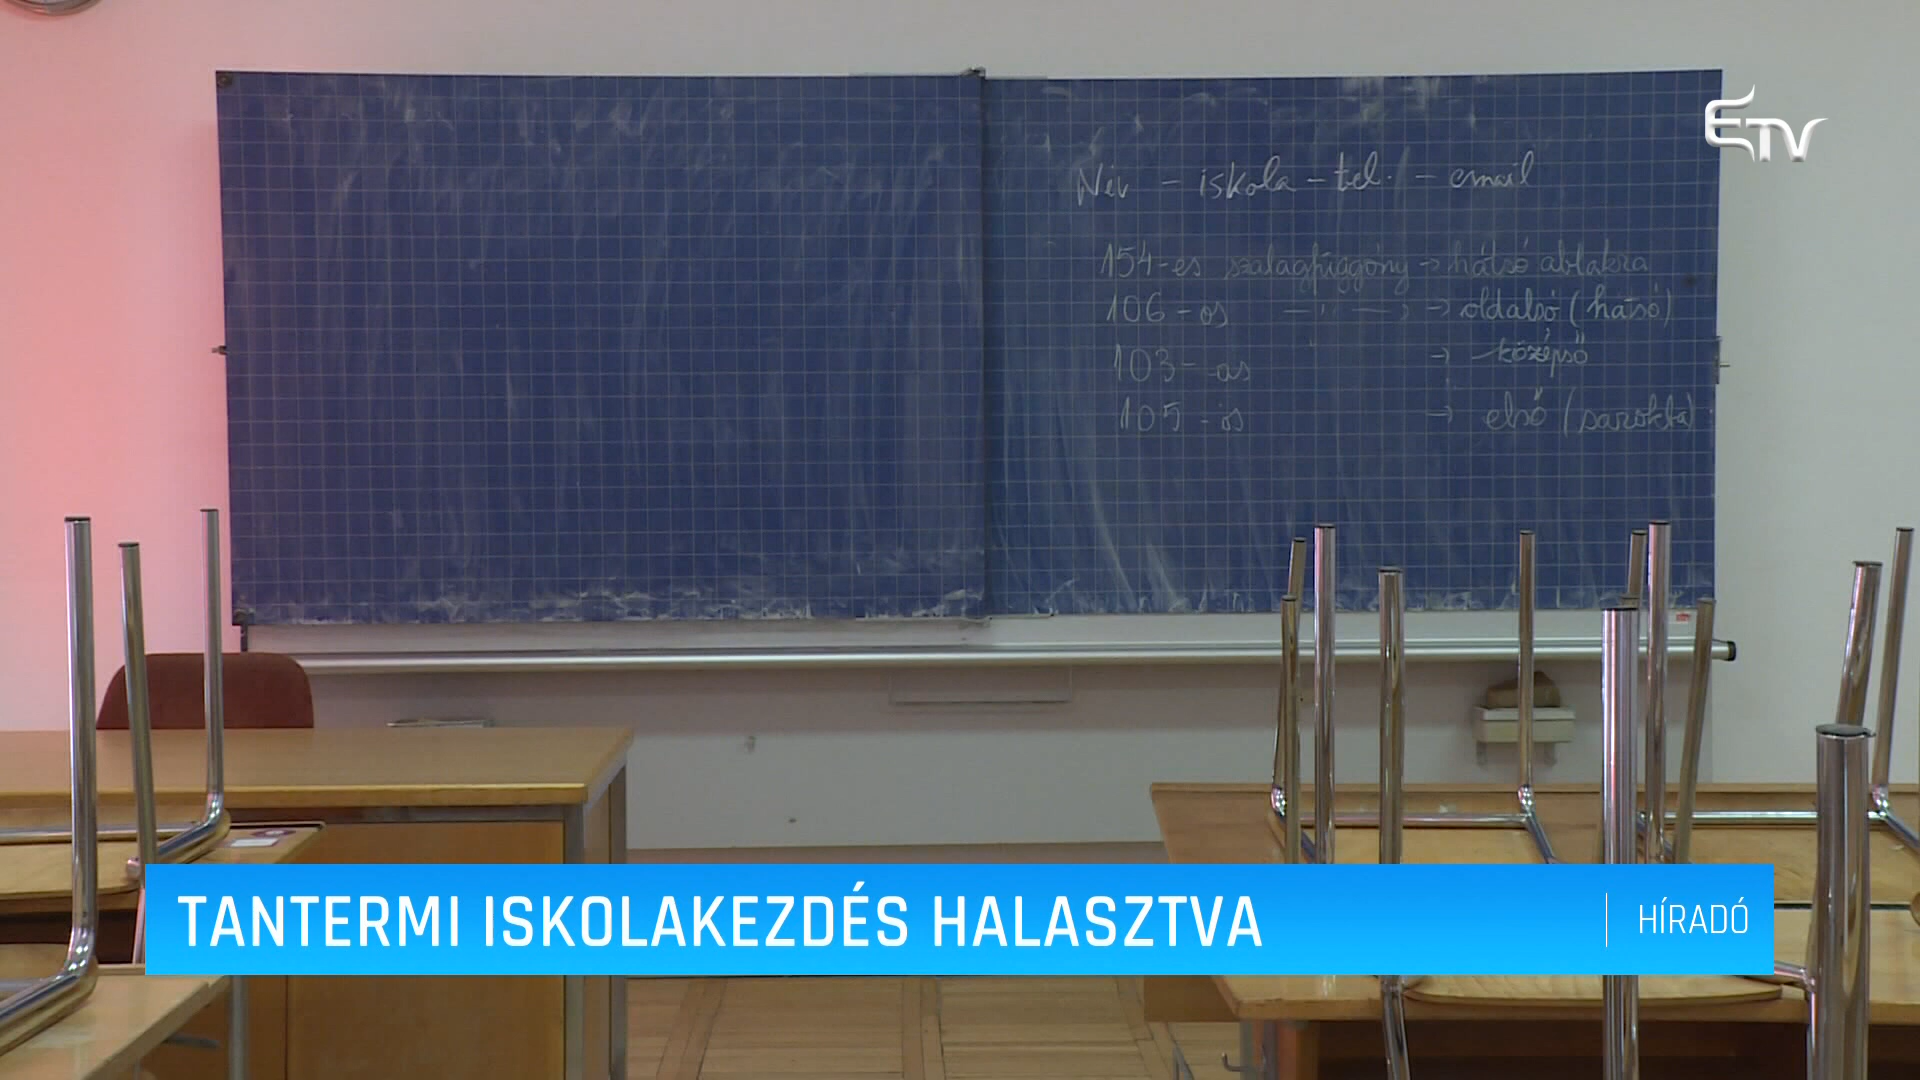 ETV
Név - iskola - tel. / - email
154-es szalagfüggöny → hátsó ablakra
106-os —〃— → oldalsó (hátsó)
103-as → középső
105-ös → első (sarokba)
TANTERMI ISKOLAKEZDÉS HALASZTVA
HÍRADÓ